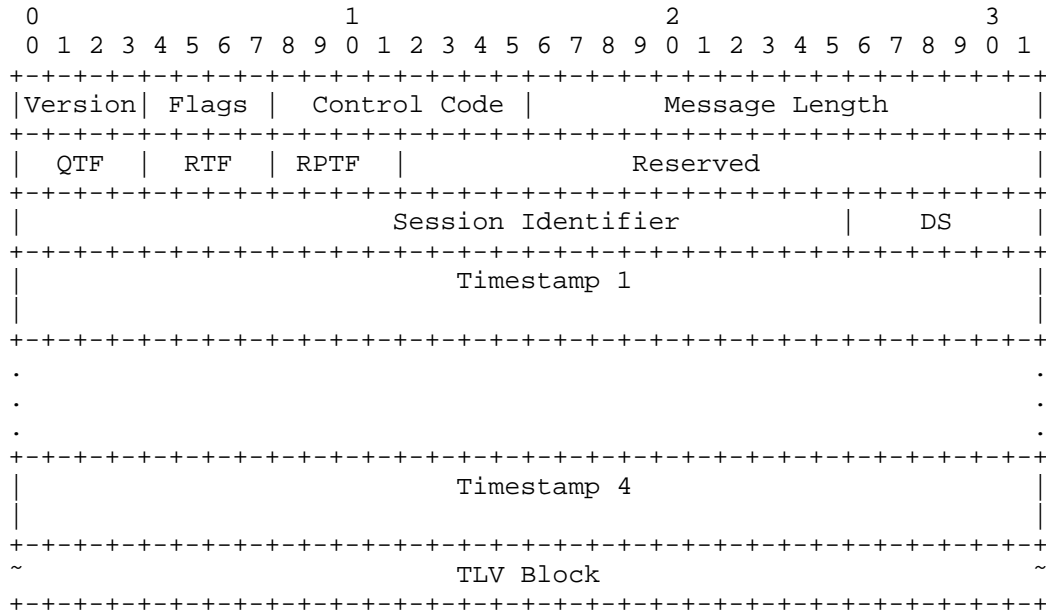 0                   1                   2                   3
 0 1 2 3 4 5 6 7 8 9 0 1 2 3 4 5 6 7 8 9 0 1 2 3 4 5 6 7 8 9 0 1
+-+-+-+-+-+-+-+-+-+-+-+-+-+-+-+-+-+-+-+-+-+-+-+-+-+-+-+-+-+-+-+-+
|Version| Flags |  Control Code |        Message Length         |
+-+-+-+-+-+-+-+-+-+-+-+-+-+-+-+-+-+-+-+-+-+-+-+-+-+-+-+-+-+-+-+-+
|  QTF  |  RTF  | RPTF  |              Reserved                 |
+-+-+-+-+-+-+-+-+-+-+-+-+-+-+-+-+-+-+-+-+-+-+-+-+-+-+-+-+-+-+-+-+
|                       Session Identifier          |    DS     |
+-+-+-+-+-+-+-+-+-+-+-+-+-+-+-+-+-+-+-+-+-+-+-+-+-+-+-+-+-+-+-+-+
|                           Timestamp 1                         |
|                                                               |
+-+-+-+-+-+-+-+-+-+-+-+-+-+-+-+-+-+-+-+-+-+-+-+-+-+-+-+-+-+-+-+-+
.                                                               .
.                                                               .
.                                                               .
+-+-+-+-+-+-+-+-+-+-+-+-+-+-+-+-+-+-+-+-+-+-+-+-+-+-+-+-+-+-+-+-+
|                           Timestamp 4                         |
|                                                               |
+-+-+-+-+-+-+-+-+-+-+-+-+-+-+-+-+-+-+-+-+-+-+-+-+-+-+-+-+-+-+-+-+
~                           TLV Block                           ~
+-+-+-+-+-+-+-+-+-+-+-+-+-+-+-+-+-+-+-+-+-+-+-+-+-+-+-+-+-+-+-+-+